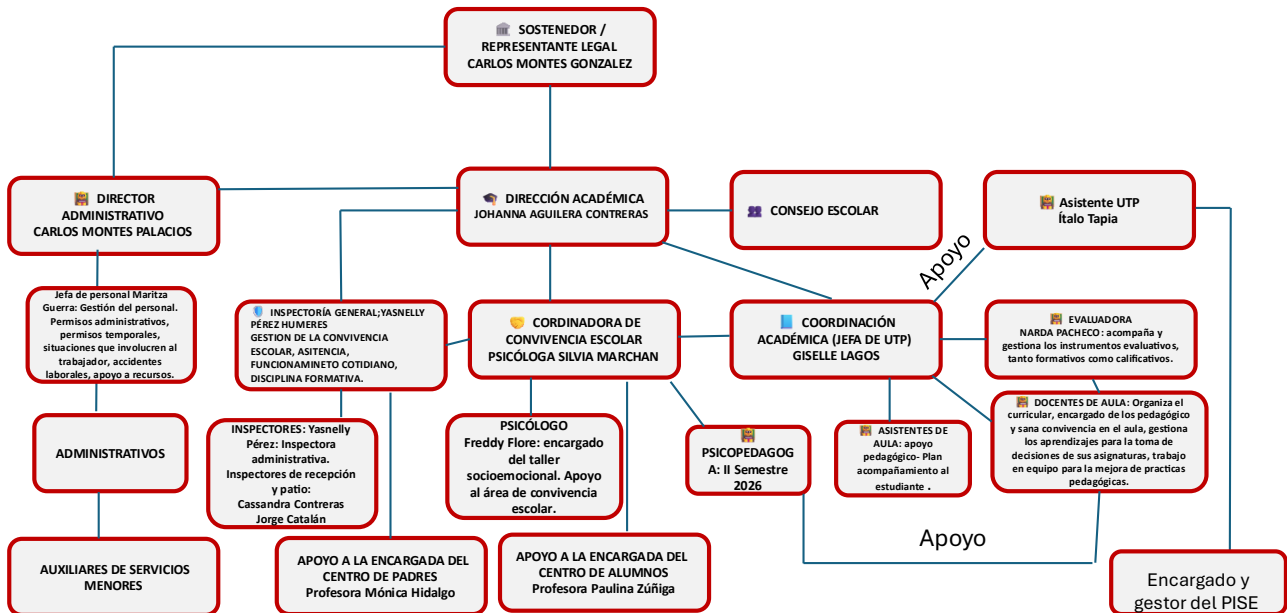 SOSTENEDOR /
REPRESENTANTE LEGAL
CARLOS MONTES GONZALEZ
DIRECTOR
ADMINISTRATIVO
CARLOS MONTES PALACIOS
DIRECCIÓN ACADÉMICA
JOHANNA AGUILERA CONTRERAS
CONSEJO ESCOLAR
Asistente UTP
Ítalo Tapia
Apoyo
Jefa de personal Maritza
Guerra: Gestión del personal.
Permisos administrativos,
permisos temporales,
situaciones que involucren al
trabajador, accidentes
laborales, apoyo a recursos.
INSPECTORÍA GENERAL;YASNELLY
PÉREZ HUMERES
GESTION DE LA CONVIVENCIA
ESCOLAR, ASITENCIA,
FUNCIONAMINETO COTIDIANO,
DISCIPLINA FORMATIVA.
CORDINADORA DE
CONVIVENCIA ESCOLAR
PSICÓLOGA SILVIA MARCHAN
COORDINACIÓN
ACADÉMICA (JEFA DE UTP)
GISELLE LAGOS
EVALUADORA
NARDA PACHECO: acompaña y
gestiona los instrumentos evaluativos,
tanto formativos como calificativos.
ADMINISTRATIVOS
INSPECTORES: Yasnelly
Pérez: Inspectora
administrativa.
Inspectores de recepción
y patio:
Cassandra Contreras
Jorge Catalán
PSICÓLOGO
Freddy Flore: encargado
del taller
socioemocional. Apoyo
al área de convivencia
escolar.
PSICOPEDAGOG
A: II Semestre
2026
ASISTENTES DE
AULA: apoyo
pedagógico- Plan
acompañamiento al
estudiante .
DOCENTES DE AULA: Organiza el
curricular, encargado de los pedagógico
y sana convivencia en el aula, gestiona
los aprendizajes para la toma de
decisiones de sus asignaturas, trabajo
en equipo para la mejora de practicas
pedagógicas.
Apoyo
AUXILIARES DE SERVICIOS
MENORES
APOYO A LA ENCARGADA DEL
CENTRO DE PADRES
Profesora Mónica Hidalgo
APOYO A LA ENCARGADA DEL
CENTRO DE ALUMNOS
Profesora Paulina Zúñiga
Encargado y
gestor del PISE